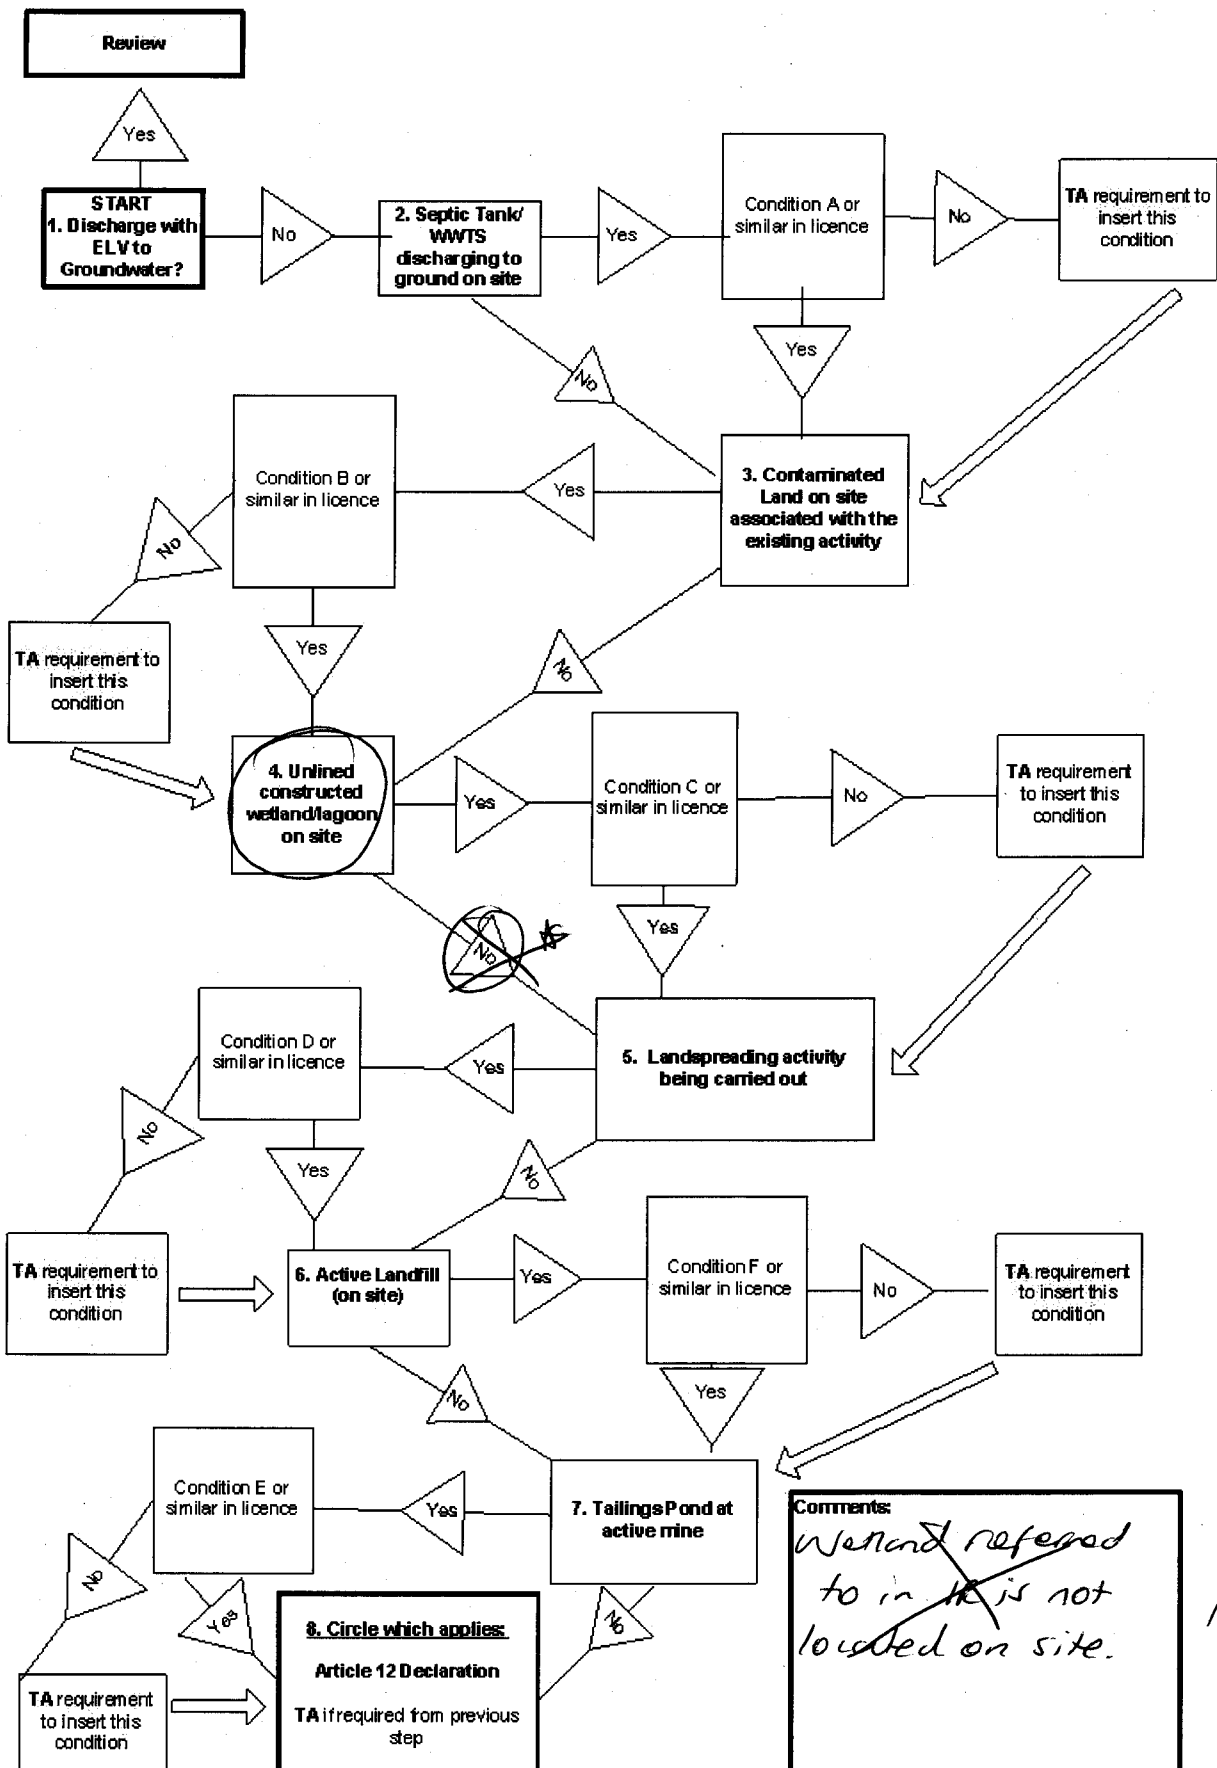 Review
Yes
START
1. Discharge with
ELV to
Groundwater?
No
2. Septic Tank/
WWTS
discharging to
ground on site
Yes
Condition A or
similar in licence
No
TA requirement to
insert this
condition
Yes
No
3. Contaminated
Land on site
associated with the
existing activity
Yes
Condition B or
similar in licence
No
TA requirement to
insert this
condition
Yes
No
4. Unlined
constructed
wetland/lagoon
on site
Yes
Condition C or
similar in licence
No
TA requirement
to insert this
condition
Yes
No
5. Landspreading activity
being carried out
Yes
Condition D or
similar in licence
No
TA requirement to
insert this
condition
Yes
No
6. Active Landfill
(on site)
Yes
Condition F or
similar in licence
No
TA requirement
to insert this
condition
Yes
No
7. Tailings Pond at
active mine
Yes
Condition E or
similar in licence
No
TA requirement
to insert this
condition
Yes
No
8. Circle which applies:
Article 12 Declaration
TA if required from previous
step
Comments:
Wetland referred
to in is not
located on site.